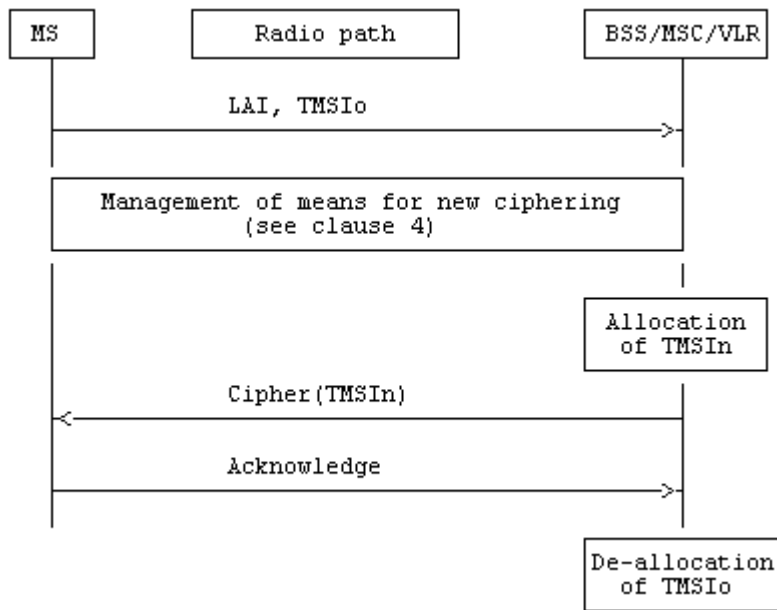 MS
Radio path
BSS/MSC/VLR
LAI, TMSIo
Management of means for new ciphering
(see clause 4)
Allocation
of TMSIn
Cipher(TMSIn)
Acknowledge
De-allocation
of TMSIo